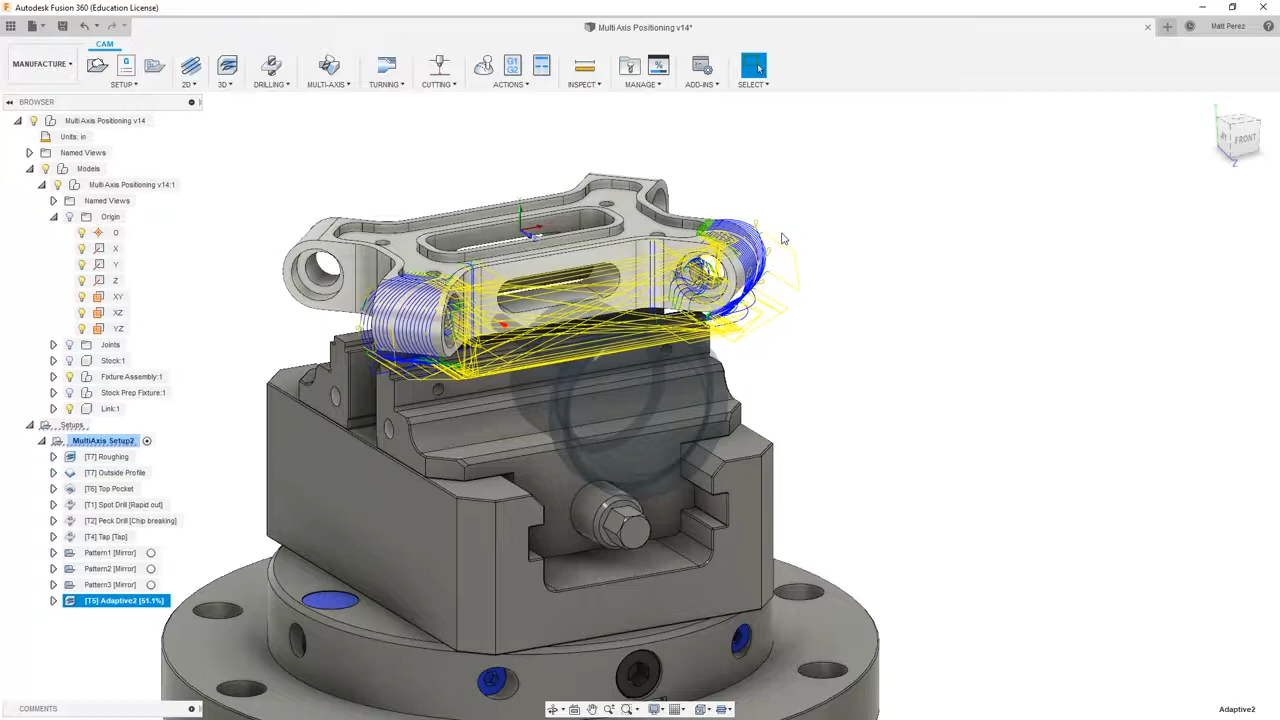 Autodesk Fusion 360 (Education License)
Multi Axis Positioning v14*
Matt Perez
CAM
MANUFACTURE
G
G1
G2
%
SETUP
2D
3D
DRILLING
MULTI-AXIS
TURNING
CUTTING
ACTIONS
INSPECT
MANAGE
ADD-INS
SELECT
BROWSER
Multi Axis Positioning v14
Units: in
Named Views
Models
Multi Axis Positioning v14:1
Named Views
Origin
O
X
Y
Z
XY
XZ
YZ
Joints
Stock:1
Fixture Assembly:1
Stock Prep Fixture:1
Link:1
Setups
MultiAxis Setup2
[T7] Roughing
[T7] Outside Profile
[T6] Top Pocket
[T1] Spot Drill [Rapid out]
[T2] Peck Drill [Chip breaking]
[T4] Tap [Tap]
Pattern1 [Mirror]
Pattern2 [Mirror]
Pattern3 [Mirror]
[T5] Adaptive2 [51.1%]
FRONT
Z
COMMENTS
Adaptive2